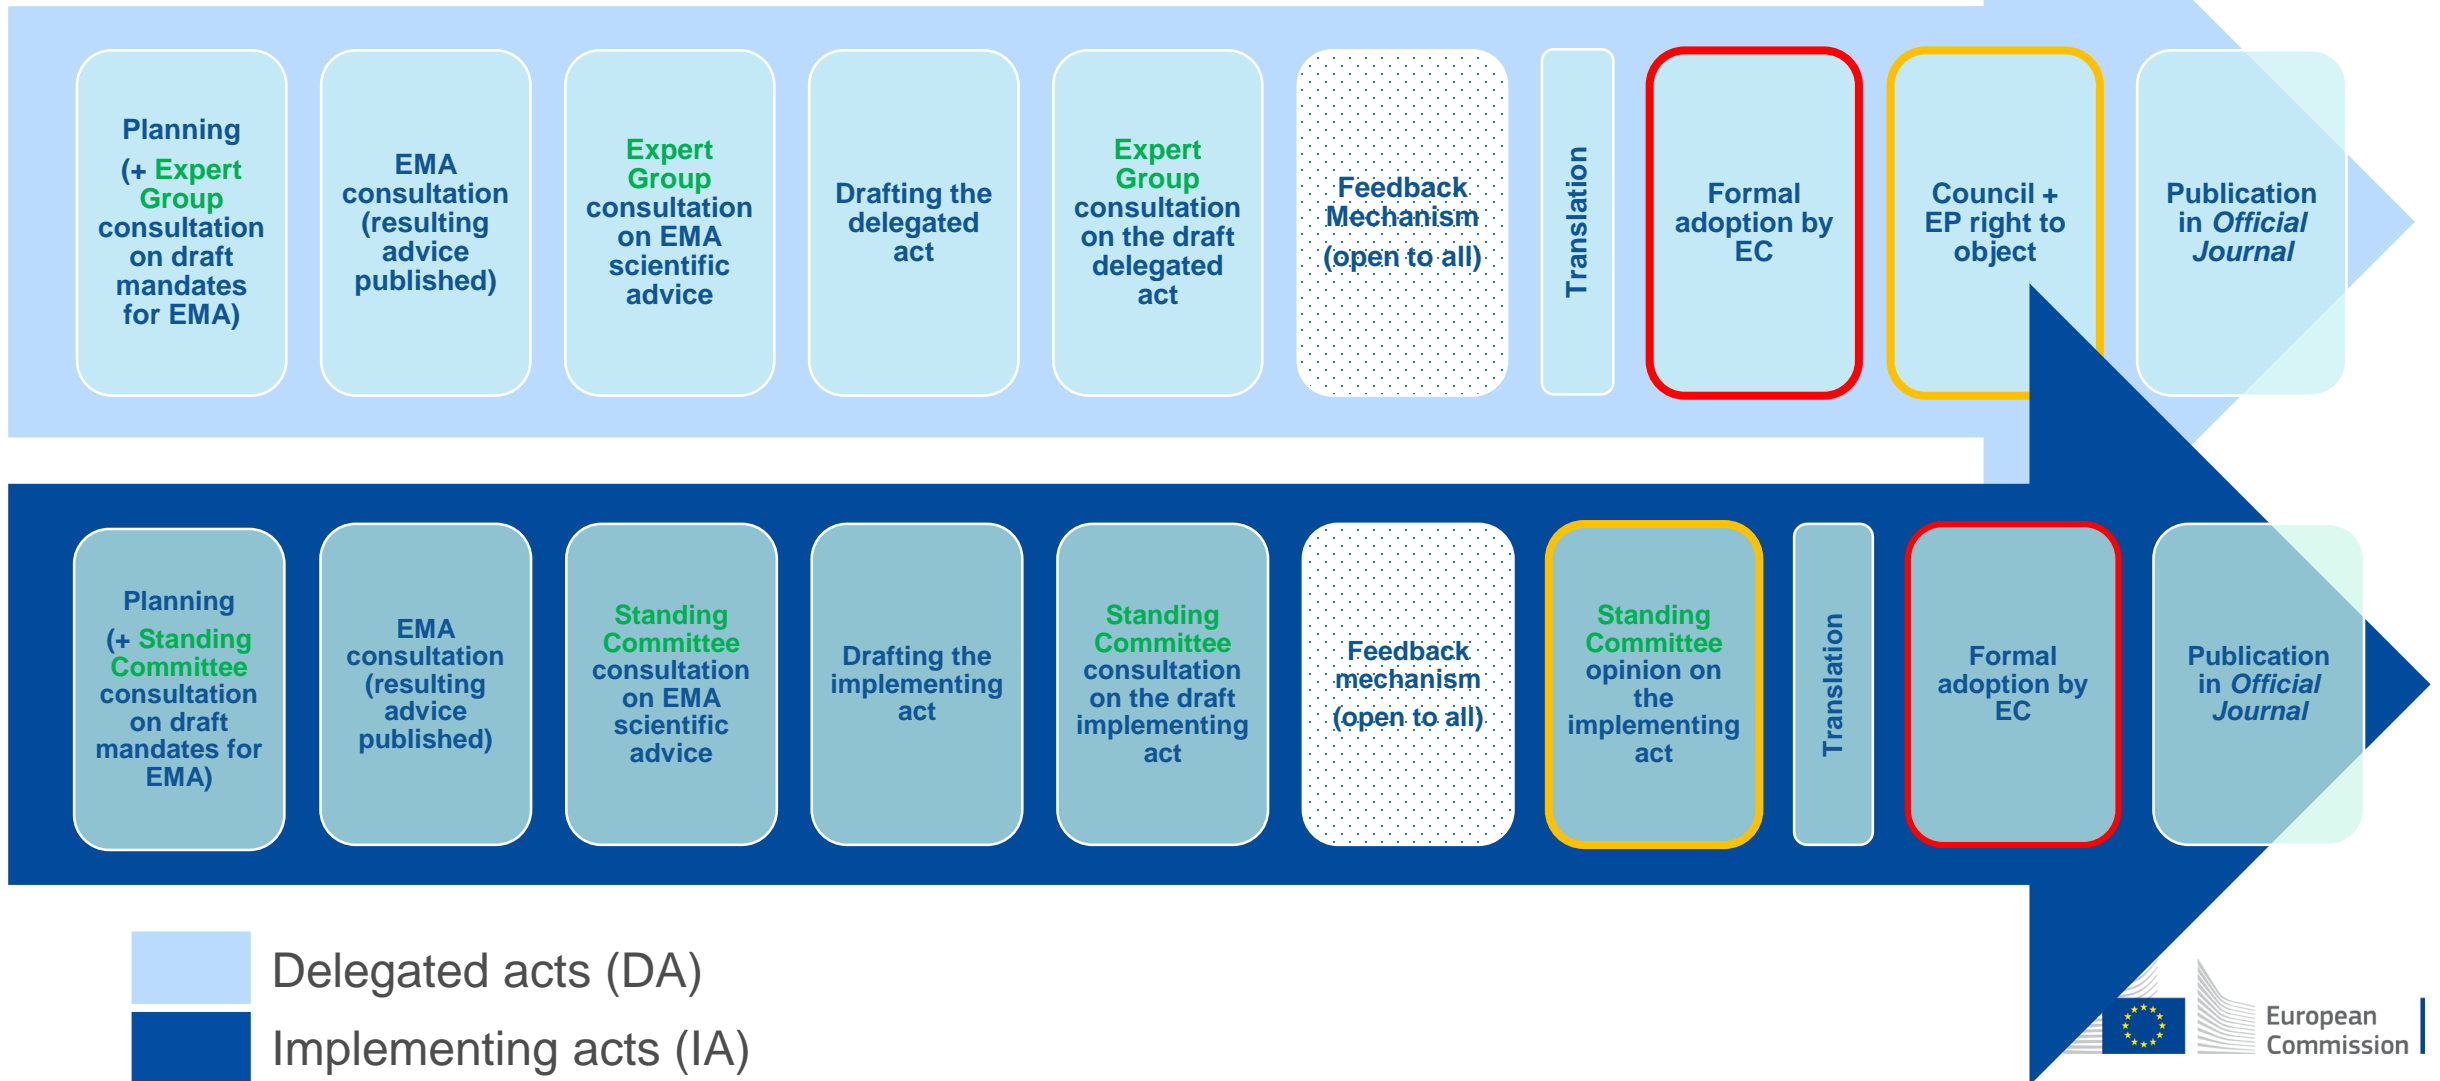 Planning
(+ Expert
Group
consultation
on draft
mandates
for EMA)
EMA
consultation
(resulting
advice
published)
Expert
Group
consultation
on EMA
scientific
advice
Drafting the
delegated
act
Expert
Group
consultation
on the draft
delegated
act
Feedback
Mechanism
(open to all)
Translation
Formal
adoption by
EC
Council +
EP right to
object
Publication
in Official
Journal
Planning
(+ Standing
Committee
consultation
on draft
mandates for
EMA)
EMA
consultation
(resulting
advice
published)
Standing
Committee
consultation
on EMA
scientific
advice
Drafting the
implementing
act
Standing
Committee
consultation
on the draft
implementing
act
Feedback
mechanism
(open to all)
Standing
Committee
opinion on
the
implementing
act
Translation
Formal
adoption by
EC
Publication
in Official
Journal
Delegated acts (DA)
Implementing acts (IA)
European
Commission